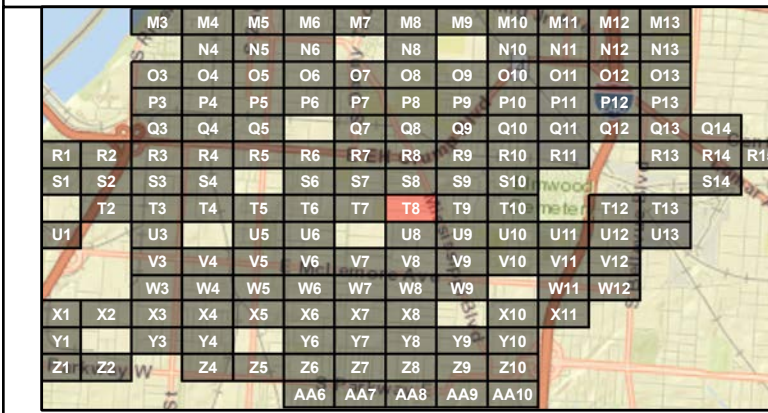 M3 M4 M5 M6 M7 M8 M9 M10 M11 M12 M13
N4 N5 N6 N8 N10 N11 N12 N13
O3 O4 O5 O6 O7 O8 O9 O10 O11 O12 O13
P3 P4 P5 P6 P7 P8 P9 P10 P11 P12 P13
Q3 Q4 Q5 Q7 Q8 Q9 Q10 Q11 Q12 Q13 Q14
R1 R2 R3 R4 R5 R6 R7 R8 R9 R10 R11 R13 R14
S1 S2 S3 S4 S6 S7 S8 S9 S10 S14
T2 T3 T4 T5 T6 T7 T8 T9 T10 T12 T13
U1 U3 U5 U6 U7 U8 U9 U10 U11 U12 U13
V3 V4 V5 V6 V7 V8 V9 V10 V11 V12
E McLemore Ave
W3 W4 W5 W6 W7 W8 W9 W11 W12
X1 X2 X3 X4 X5 X6 X7 X8 X10 X11
Y1 Y3 Y4 Y6 Y7 Y8 Y9 Y10
Z1 Z2 Z4 Z5 Z6 Z7 Z8 Z9 Z10
AA6 AA7 AA8 AA9 AA10